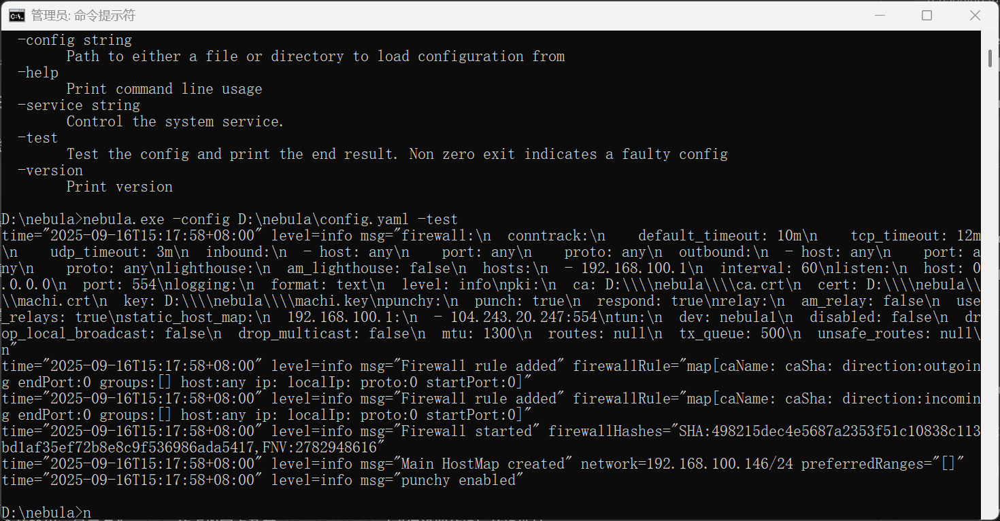 管理员: 命令提示符
-config string
Path to either a file or directory to load configuration from
-help
Print command line usage
-service string
Control the system service.
-test
Test the config and print the end result. Non zero exit indicates a faulty config
-version
Print version
D:\nebula>nebula.exe -config D:\nebula\config.yaml -test
time="2025-09-16T15:17:58+08:00" level=info msg="firewall:\n  conntrack:\n    default_timeout: 10m\n    tcp_timeout: 12m
\n    udp_timeout: 3m\n  inbound:\n  - host: any\n    port: any\n    proto: any\n  outbound:\n  - host: any\n    port: a
ny\n    proto: any\nlighthouse:\n  am_lighthouse: false\n  hosts:\n  - 192.168.100.1\n  interval: 60\nlisten:\n  host: 0
.0.0.0\n  port: 554\nlogging:\n  format: text\n  level: info\npki:\n  ca: D:\\\\nebula\\\\ca.crt\n  cert: D:\\\\nebula\\
\\machi.crt\n  key: D:\\\\nebula\\\\machi.key\npunchy:\n  punch: true\n  respond: true\nrelay:\n  am_relay: false\n  use
_relays: true\nstatic_host_map:\n  192.168.100.1:\n  - 104.243.20.247:554\ntun:\n  dev: nebula1\n  disabled: false\n  dr
op_local_broadcast: false\n  drop_multicast: false\n  mtu: 1300\n  routes: null\n  tx_queue: 500\n  unsafe_routes: null\
n"
time="2025-09-16T15:17:58+08:00" level=info msg="Firewall rule added" firewallRule="map[caName: caSha: direction:outgoin
g endPort:0 groups:[] host:any ip: localIp: proto:0 startPort:0]"
time="2025-09-16T15:17:58+08:00" level=info msg="Firewall rule added" firewallRule="map[caName: caSha: direction:incomin
g endPort:0 groups:[] host:any ip: localIp: proto:0 startPort:0]"
time="2025-09-16T15:17:58+08:00" level=info msg="Firewall started" firewallHashes="SHA:498215dec4e5687a2353f51c10838c113
bd1af35ef72b8e8c9f536986ada5417,FNV:2782948616"
time="2025-09-16T15:17:58+08:00" level=info msg="Main HostMap created" network=192.168.100.146/24 preferredRanges="[]"
time="2025-09-16T15:17:58+08:00" level=info msg="punchy enabled"
D:\nebula>n